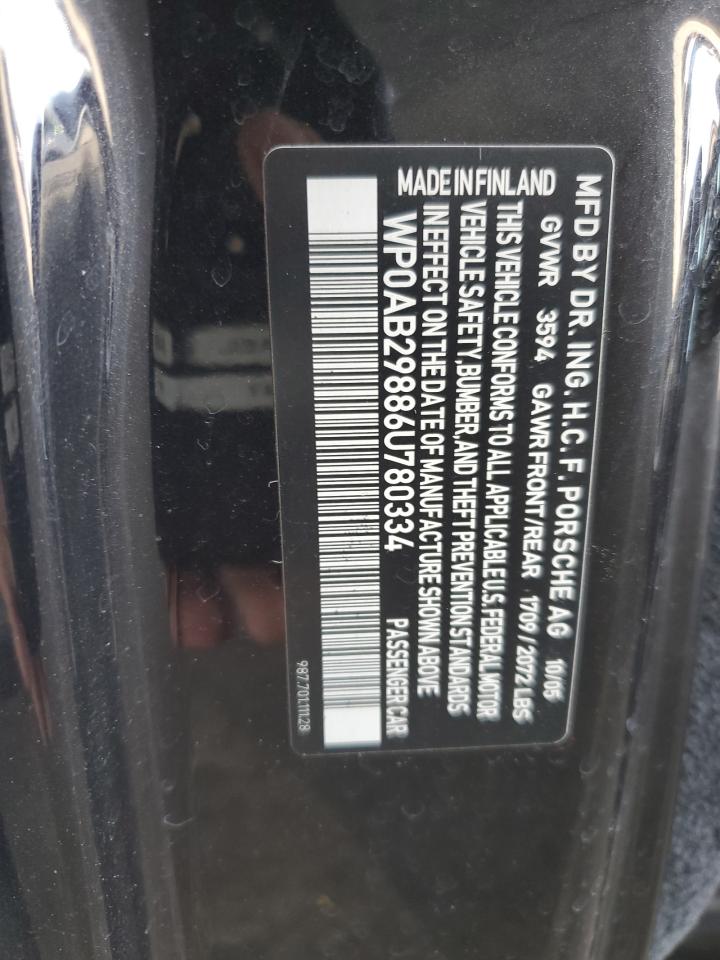 MFD BY DR. ING. H.C. F. PORSCHE AG 10/05
GVWR 3594 GAWR FRONT/REAR 1709/2072 LBS
THIS VEHICLE CONFORMS TO ALL APPLICABLE U.S. FEDERAL MOTOR
VEHICLE SAFETY, BUMBER, AND THEFT PREVENTION STANDARDS
IN EFFECT ON THE DATE OF MANUFACTURE SHOWN ABOVE
MADE IN FINLAND
WP0AB29886U780334 PASSENGER CAR
987.701.111.28